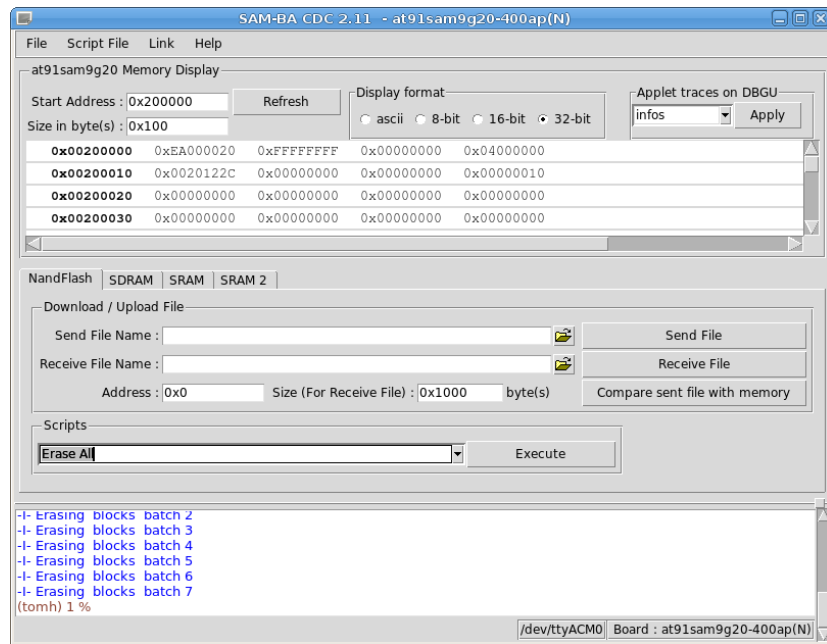 SAM-BA CDC 2.11 - at91sam9g20-400ap(N)
File Script File Link Help
at91sam9g20 Memory Display
Start Address : 0x200000 Refresh
Size in byte(s) : 0x100
Display format
ascii 8-bit 16-bit 32-bit
Applet traces on DBGU
infos Apply
0x00200000 0xEA000020 0xFFFFFFFF 0x00000000 0x04000000
0x00200010 0x0020122C 0x00000000 0x00000000 0x00000010
0x00200020 0x00000000 0x00000000 0x00000000 0x00000000
0x00200030 0x00000000 0x00000000 0x00000000 0x00000000
NandFlash SDRAM SRAM SRAM 2
Download / Upload File
Send File Name : Send File
Receive File Name : Receive File
Address : 0x0 Size (For Receive File) : 0x1000 byte(s) Compare sent file with memory
Scripts
Erase All Execute
-I- Erasing blocks batch 2
-I- Erasing blocks batch 3
-I- Erasing blocks batch 4
-I- Erasing blocks batch 5
-I- Erasing blocks batch 6
-I- Erasing blocks batch 7
(tomh) 1 %
/dev/ttyACM0 Board : at91sam9g20-400ap(N)